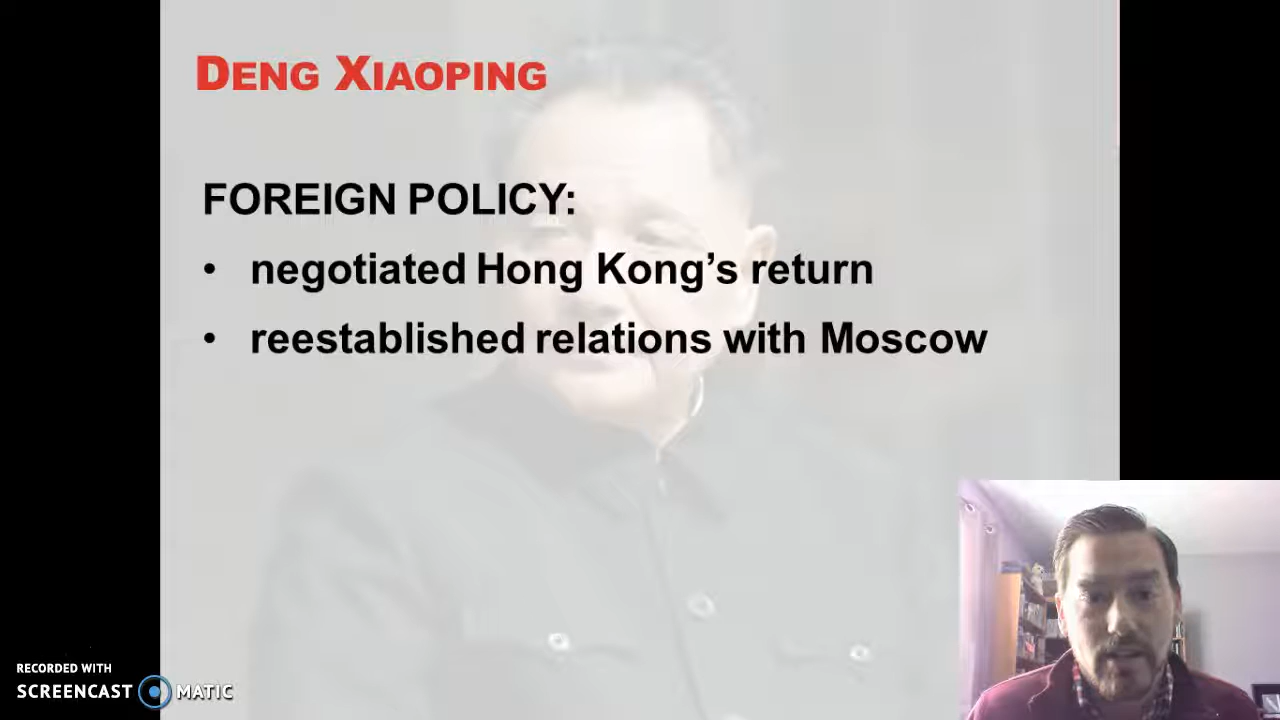 DENG XIAOPING
FOREIGN POLICY:
• negotiated Hong Kong’s return
• reestablished relations with Moscow
RECORDED WITH
SCREENCAST MATIC